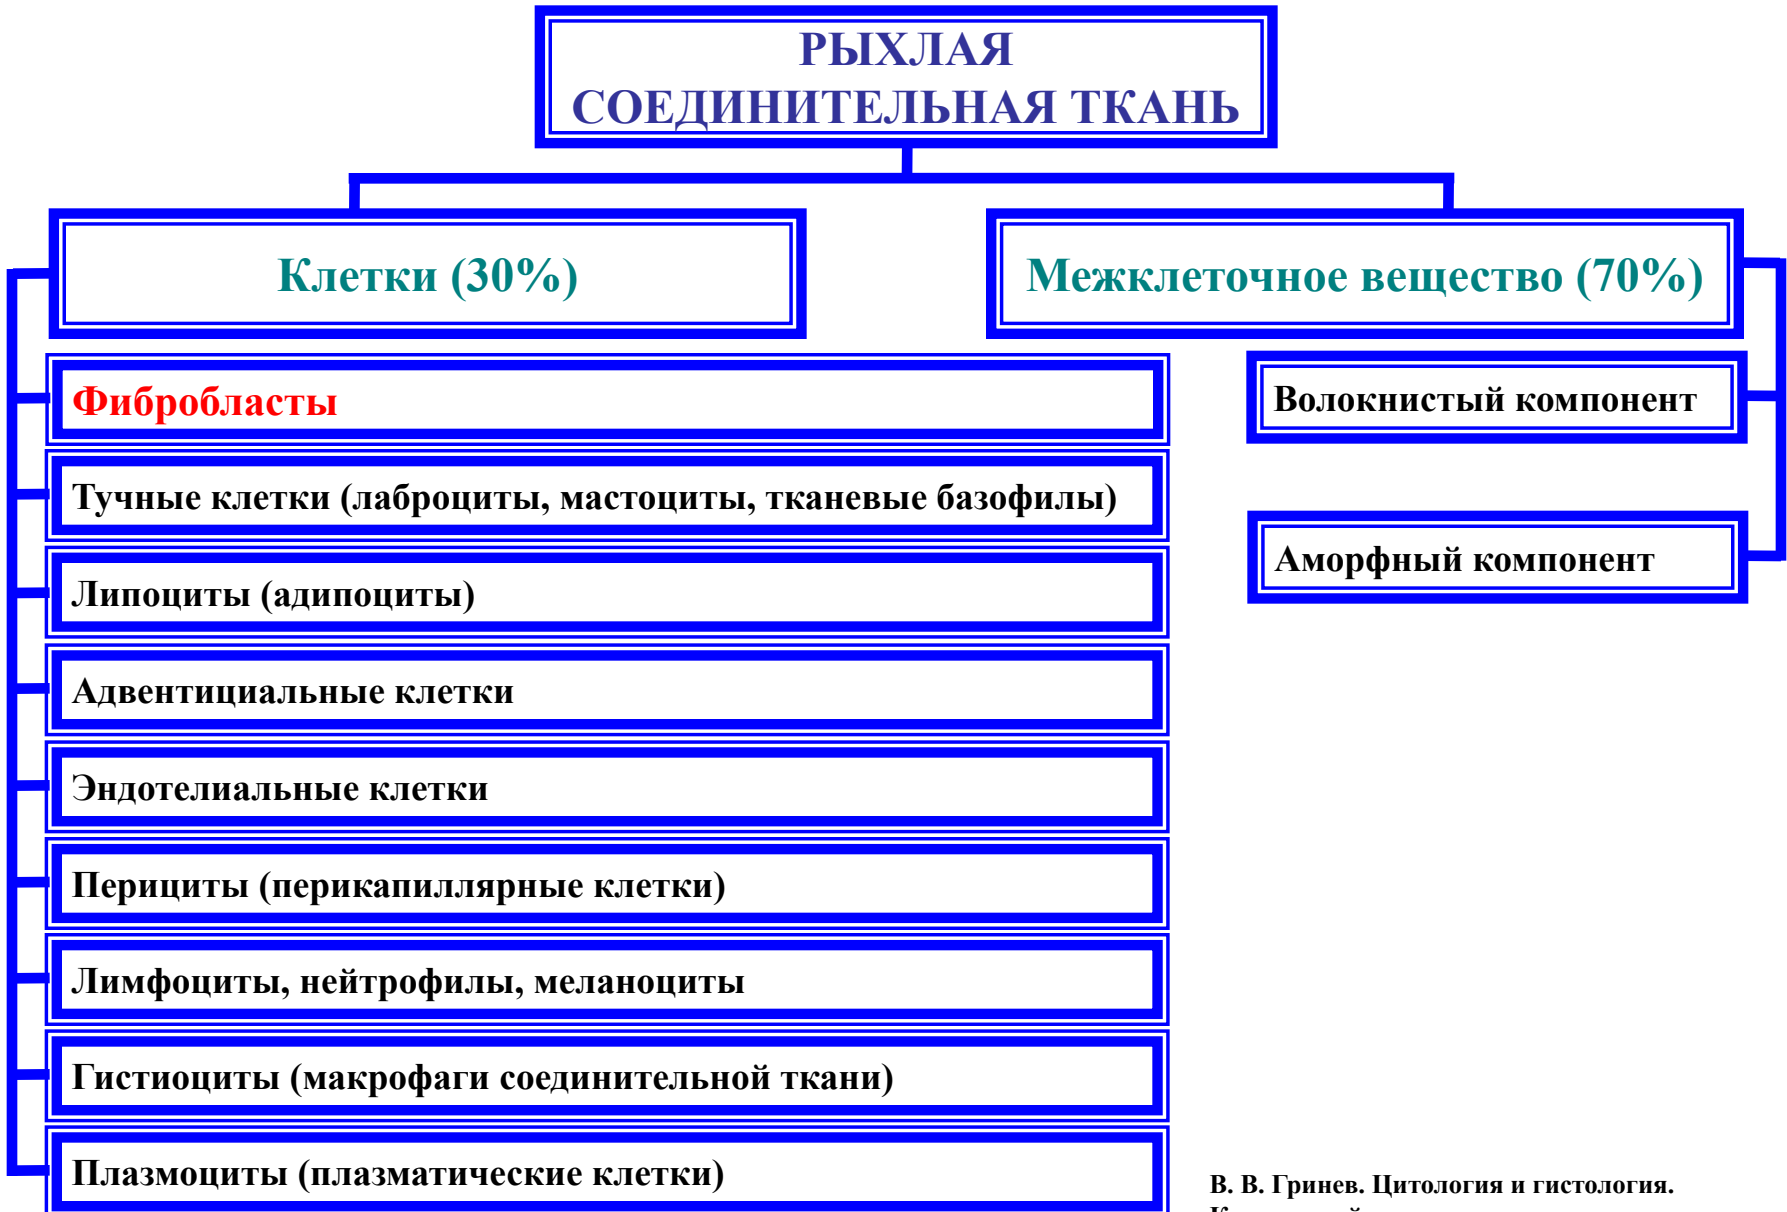 РЫХЛАЯ
СОЕДИНИТЕЛЬНАЯ ТКАНЬ
Клетки (30%)
Межклеточное вещество (70%)
Фибробласты
Тучные клетки (лаброциты, мастоциты, тканевые базофилы)
Липоциты (адипоциты)
Адвентициальные клетки
Эндотелиальные клетки
Перициты (перикапиллярные клетки)
Лимфоциты, нейтрофилы, меланоциты
Гистиоциты (макрофаги соединительной ткани)
Плазмоциты (плазматические клетки)
Волокнистый компонент
Аморфный компонент
В. В. Гринев. Цитология и гистология.